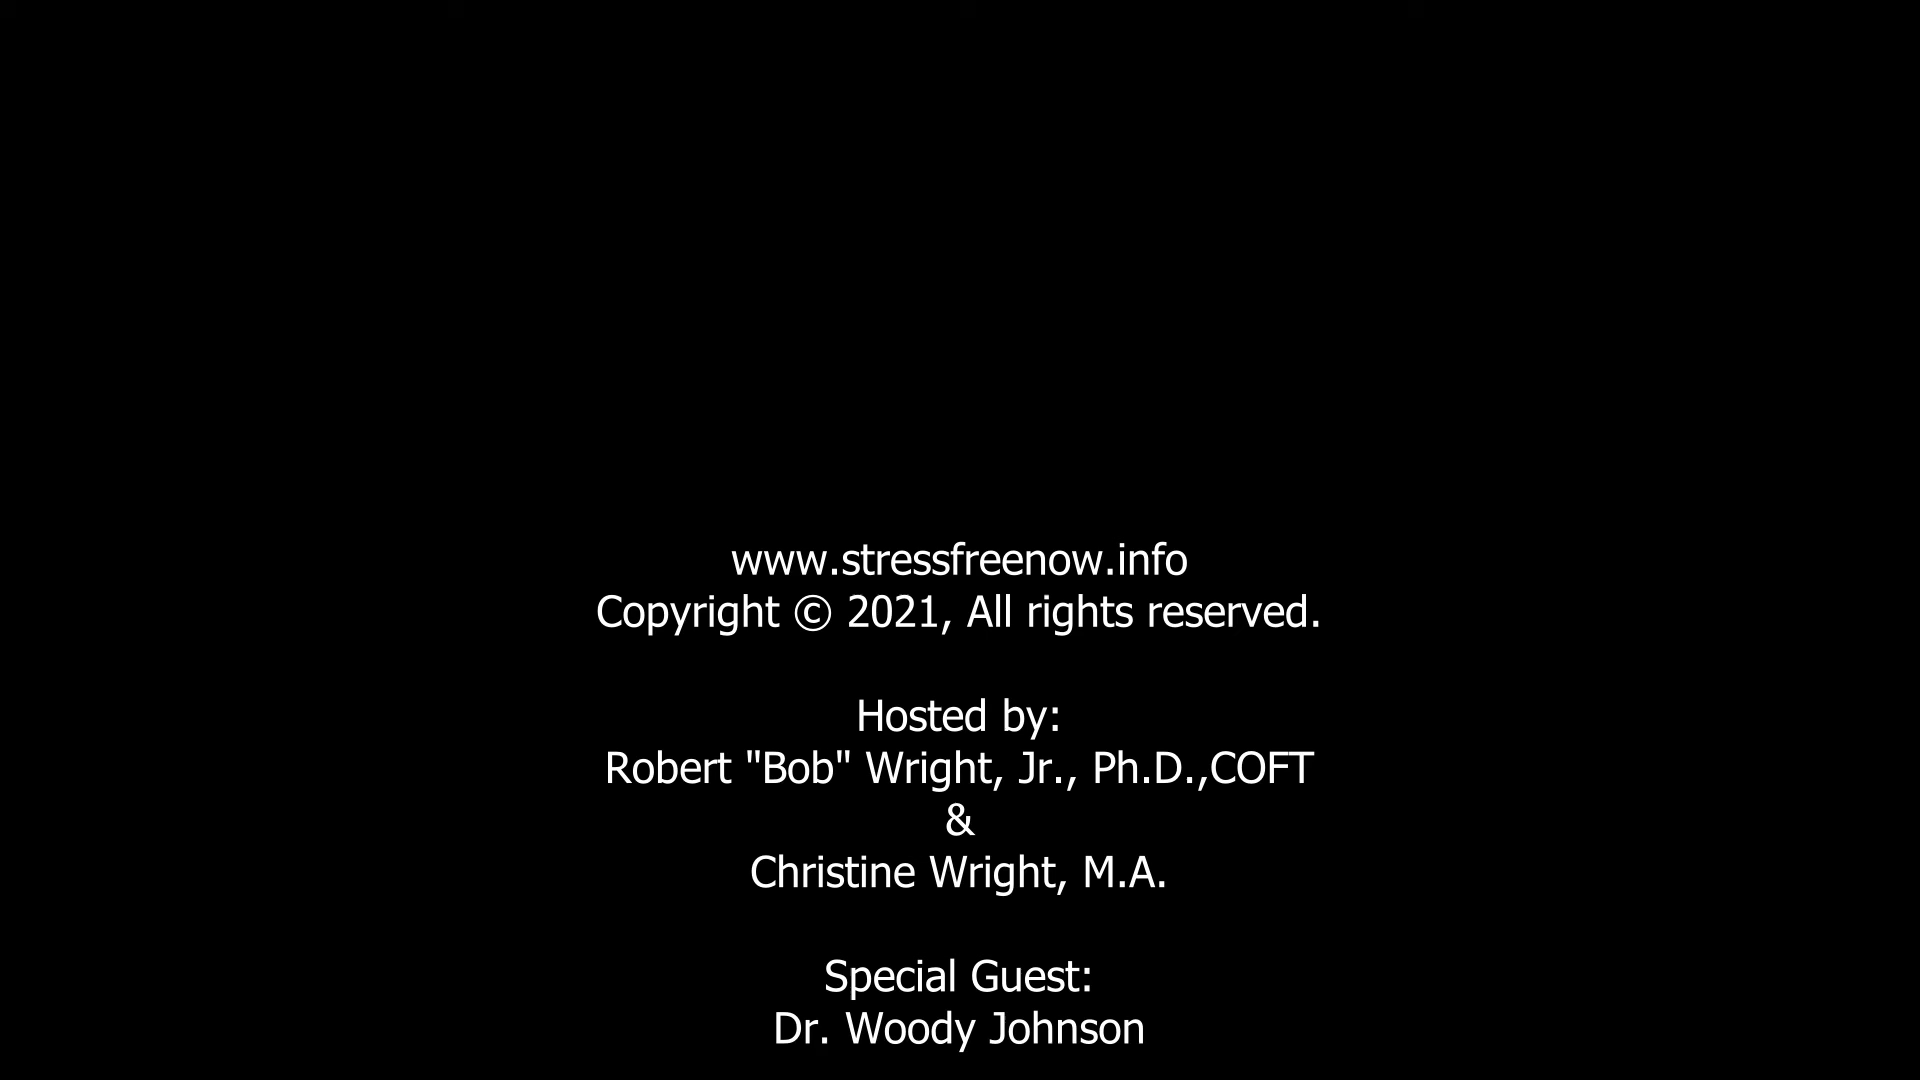 www.stressfreenow.info
Copyright © 2021, All rights reserved.
Hosted by:
Robert "Bob" Wright, Jr., Ph.D.,COFT
&
Christine Wright, M.A.
Special Guest:
Dr. Woody Johnson